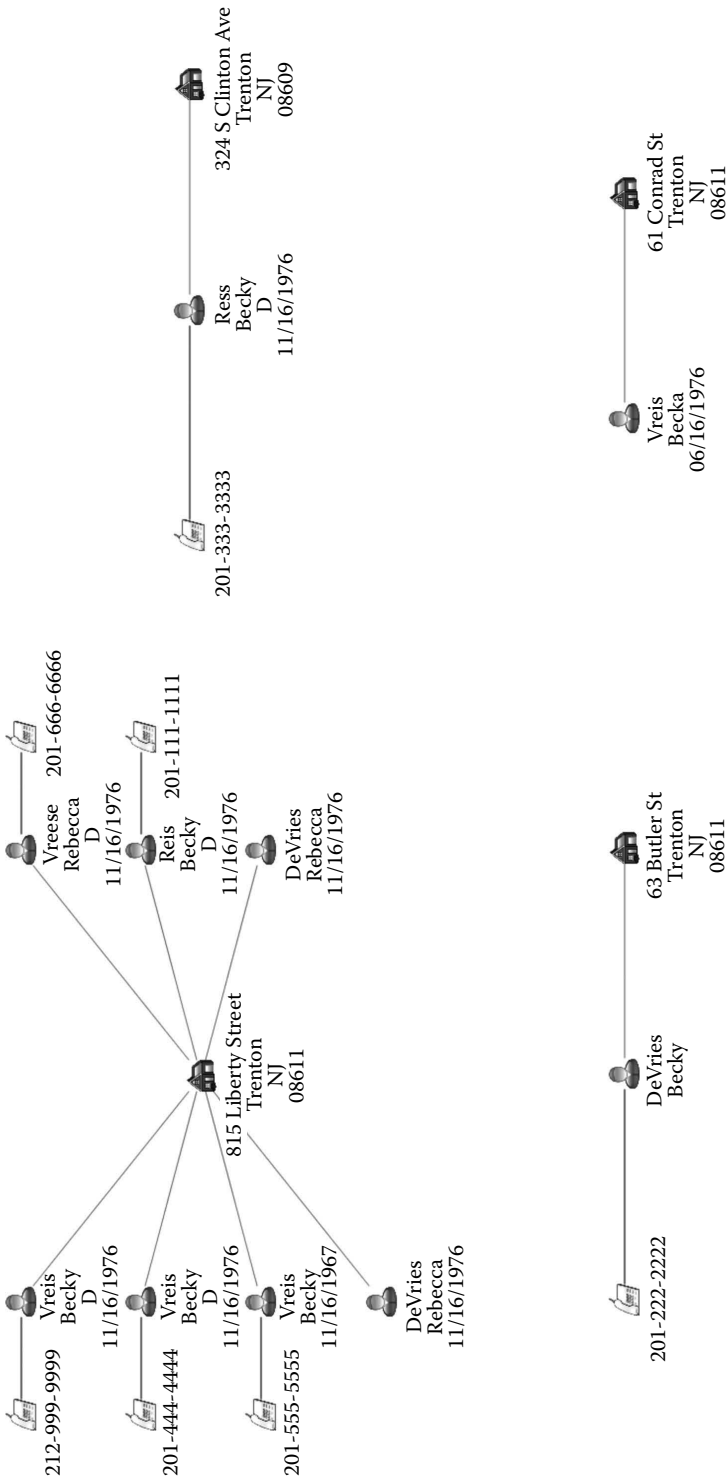 212-999-9999
Vreis
Becky
D
11/16/1976
201-444-4444
Vreis
Becky
D
11/16/1976
201-555-5555
Vreis
Becky
11/16/1967
DeVries
Rebecca
11/16/1976
815 Liberty Street
Trenton
NJ
08611
Vreese
Rebecca
D
11/16/1976
201-666-6666
Reis
Becky
D
11/16/1976
201-111-1111
DeVries
Rebecca
11/16/1976
201-333-3333
Ress
Becky
D
11/16/1976
324 S Clinton Ave
Trenton
NJ
08609
201-222-2222
DeVries
Becky
63 Butler St
Trenton
NJ
08611
Vreis
Becka
06/16/1976
61 Conrad St
Trenton
NJ
08611